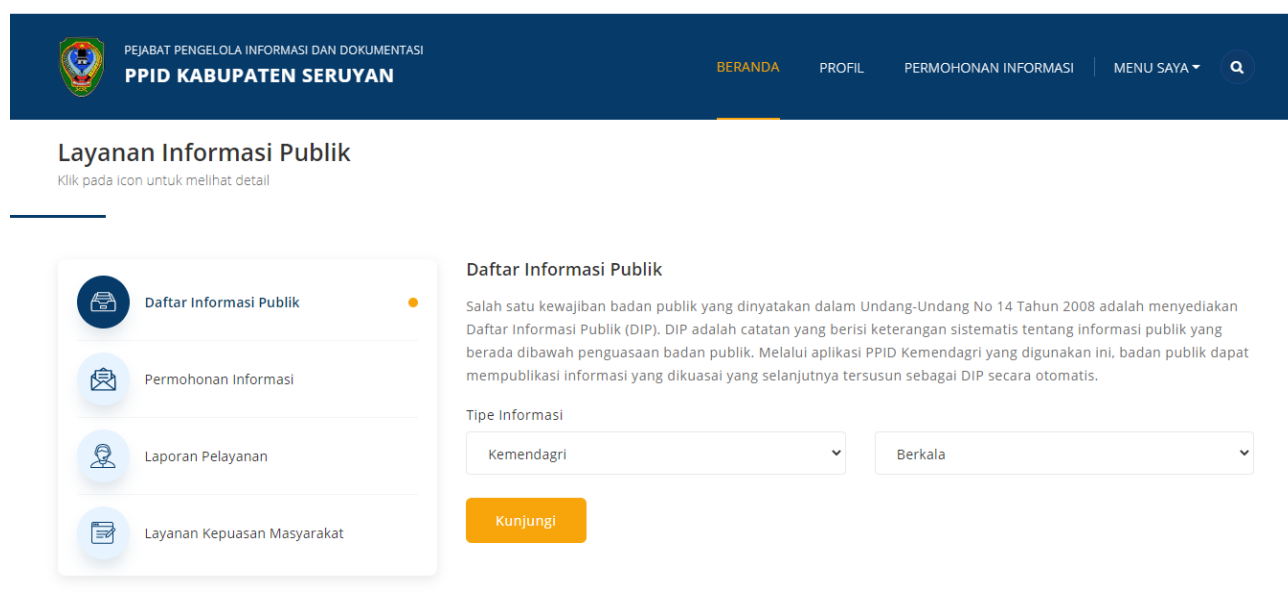 PEJABAT PENGELOLA INFORMASI DAN DOKUMENTASI
PPID KABUPATEN SERUYAN
BERANDA PROFIL PERMOHONAN INFORMASI MENU SAYA
Layanan Informasi Publik
Klik pada icon untuk melihat detail
Daftar Informasi Publik
Permohonan Informasi
Laporan Pelayanan
Layanan Kepuasan Masyarakat
Daftar Informasi Publik
Salah satu kewajiban badan publik yang dinyatakan dalam Undang-Undang No 14 Tahun 2008 adalah menyediakan
Daftar Informasi Publik (DIP). DIP adalah catatan yang berisi keterangan sistematis tentang informasi publik yang
berada dibawah penguasaan badan publik. Melalui aplikasi PPID Kemendagri yang digunakan ini, badan publik dapat
mempublikasi informasi yang dikuasai yang selanjutnya tersusun sebagai DIP secara otomatis.
Tipe Informasi
Kemendagri Berkala
Kunjungi